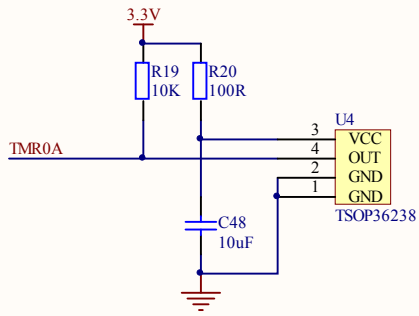 3.3V
R19
10K
R20
100R
U4
3 VCC
TMR0A
4 OUT
2 GND
1 GND
TSOP36238
C48
10uF